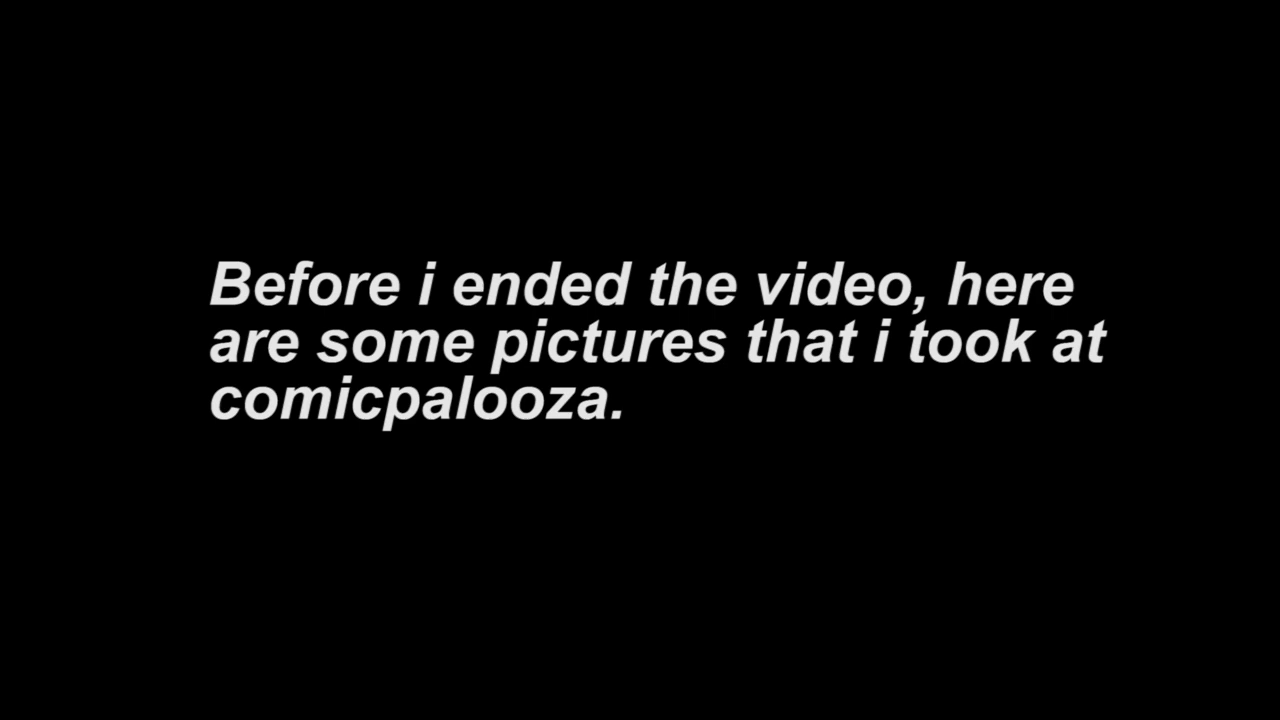 Before i ended the video, here
are some pictures that i took at
comicpalooza.